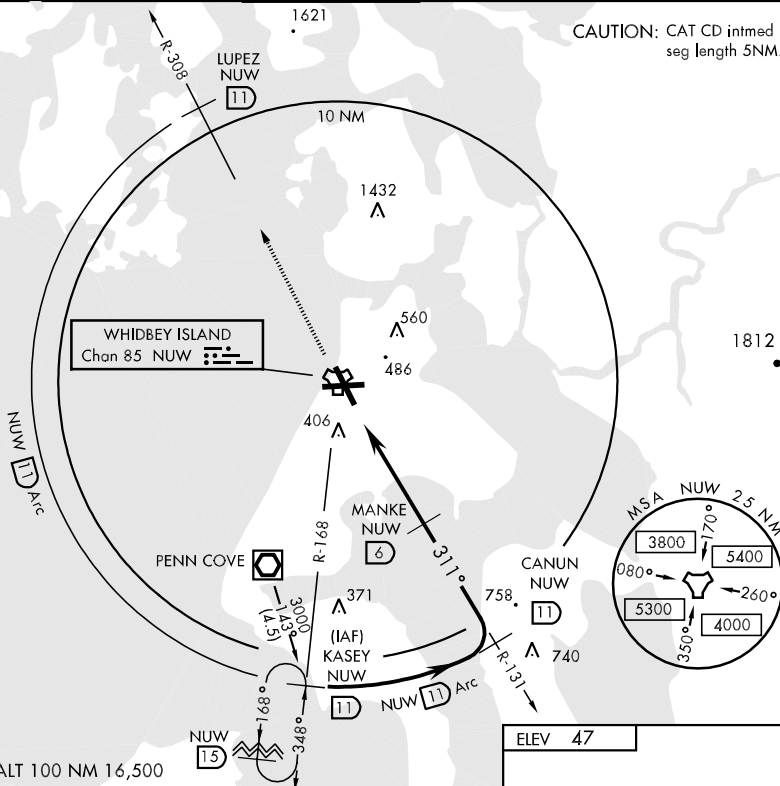 1621
CAUTION: CAT CD intmed
seg length 5NM.
R-308
LUPEZ
NUW
11
10 NM
1432
560
486
1812
WHIDBEY ISLAND
Chan 85 NUW
406
NUW 11 Arc
R-168
MANKE
NUW
6
311°
PENN COVE
3000
143°
(4.5)
371
(IAF)
KASEY
NUW
11
NUW 11 Arc
758
CANUN
NUW
11
740
R-131
MSA NUW 25 NM
3800
170°
5400
080°
260°
5300
4000
350°
168°
348°
NUW
15
ALT 100 NM 16,500
ELEV 47